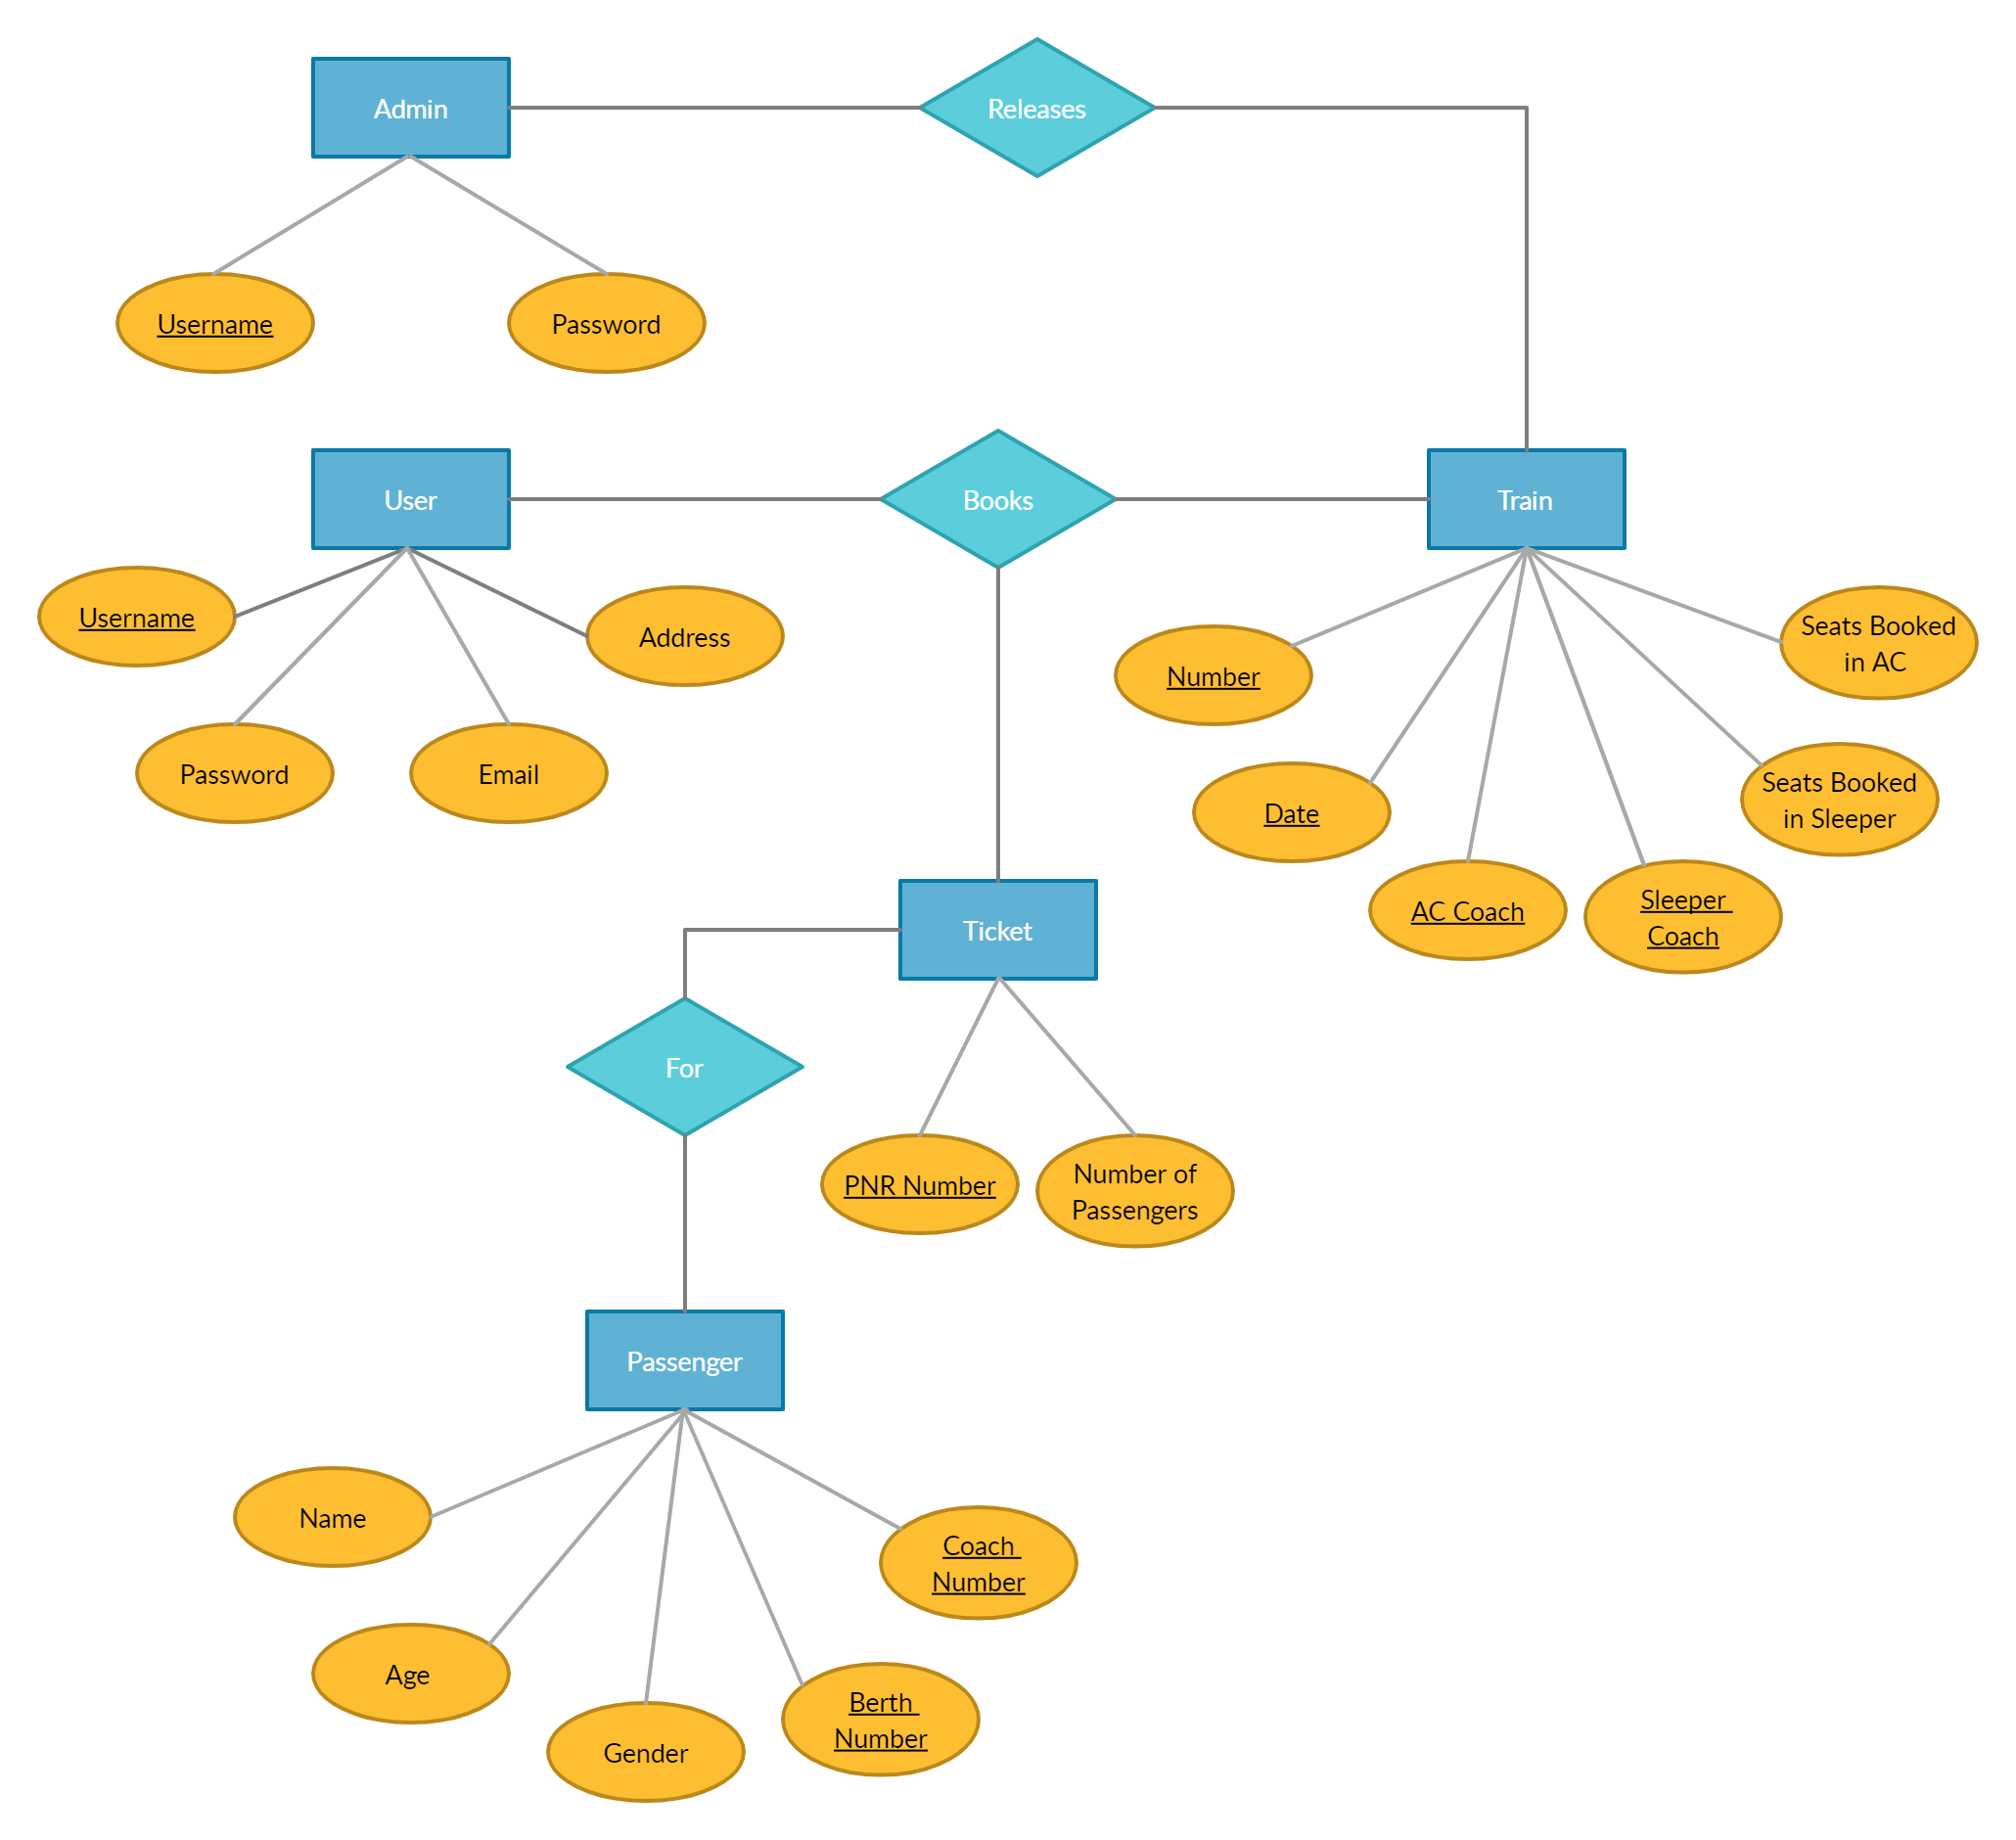 Admin
Releases
Username
Password
User
Books
Train
Username
Address
Password
Email
Number
Seats Booked
in AC
Date
Seats Booked
in Sleeper
AC Coach
Sleeper
Coach
Ticket
For
PNR Number
Number of
Passengers
Passenger
Name
Coach
Number
Age
Berth
Number
Gender